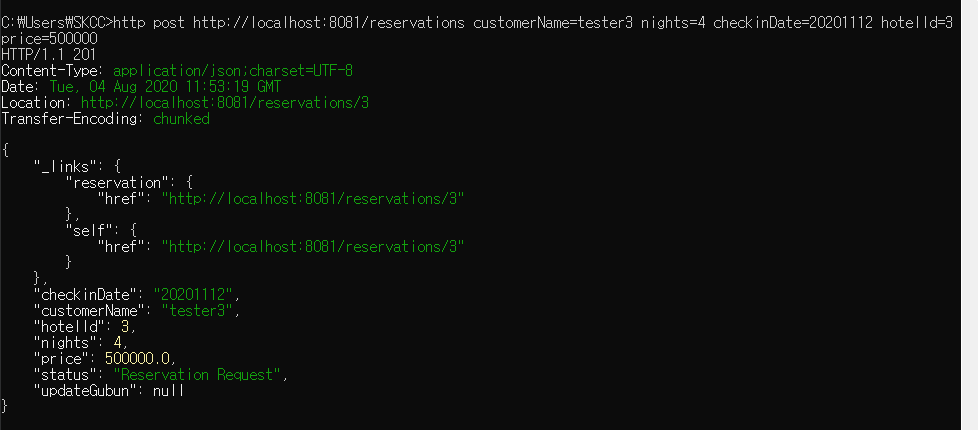 C:₩Users₩SKCC>http post http://localhost:8081/reservations customerName=tester3 nights=4 checkinDate=20201112 hotelId=3
price=500000
HTTP/1.1 201
Content-Type: application/json;charset=UTF-8
Date: Tue, 04 Aug 2020 11:53:19 GMT
Location: http://localhost:8081/reservations/3
Transfer-Encoding: chunked

{
    "_links": {
        "reservation": {
            "href": "http://localhost:8081/reservations/3"
        },
        "self": {
            "href": "http://localhost:8081/reservations/3"
        }
    },
    "checkinDate": "20201112",
    "customerName": "tester3",
    "hotelId": 3,
    "nights": 4,
    "price": 500000.0,
    "status": "Reservation Request",
    "updateGubun": null
}